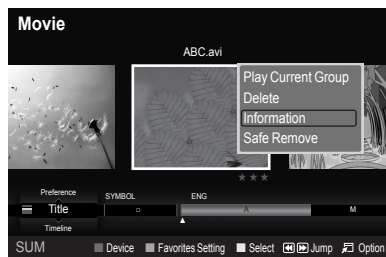 Movie
ABC.avi
Play Current Group
Delete
Information
Safe Remove
★★★
Preference
SYMBOL ENG
Title A M
Timeline
SUM Device Favorites Setting Select Jump Option